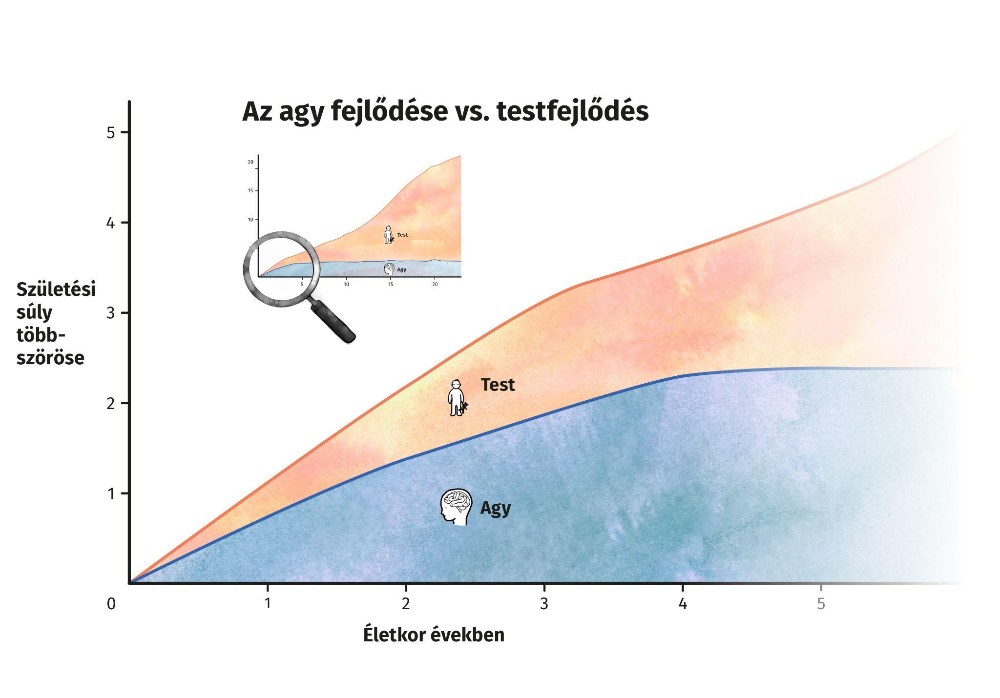 Az agy fejlődése vs. testfejlődés
5
4
3
2
1
0
Születési
súly
több-
szöröse
20
15
10
Test
Agy
5
10
15
20
Test
Agy
1
2
3
4
5
Életkor években